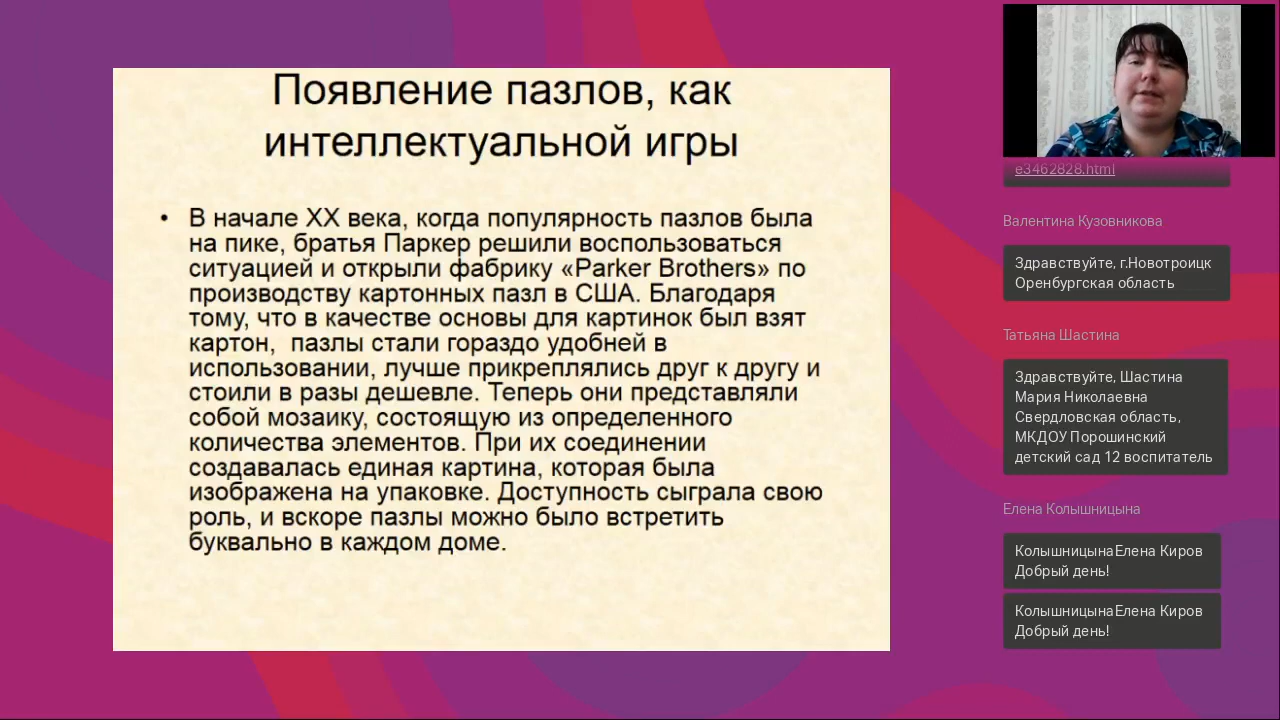 Появление пазлов, как
интеллектуальной игры
• В начале XX века, когда популярность пазлов была
на пике, братья Паркер решили воспользоваться
ситуацией и открыли фабрику «Parker Brothers» по
производству картонных пазл в США. Благодаря
тому, что в качестве основы для картинок был взят
картон,  пазлы стали гораздо удобней в
использовании, лучше прикреплялись друг к другу и
стоили в разы дешевле. Теперь они представляли
собой мозаику, состоящую из определенного
количества элементов. При их соединении
создавалась единая картина, которая была
изображена на упаковке. Доступность сыграла свою
роль, и вскоре пазлы можно было встретить
буквально в каждом доме.
e3462828.html
Валентина Кузовникова
Здравствуйте, г.Новотроицк
Оренбургская область
Татьяна Шастина
Здравствуйте, Шастина
Мария Николаевна
Свердловская область,
МКДОУ Порошинский
детский сад 12 воспитатель
Елена Колышницына
КолышницынаЕлена Киров
Добрый день!
КолышницынаЕлена Киров
Добрый день!